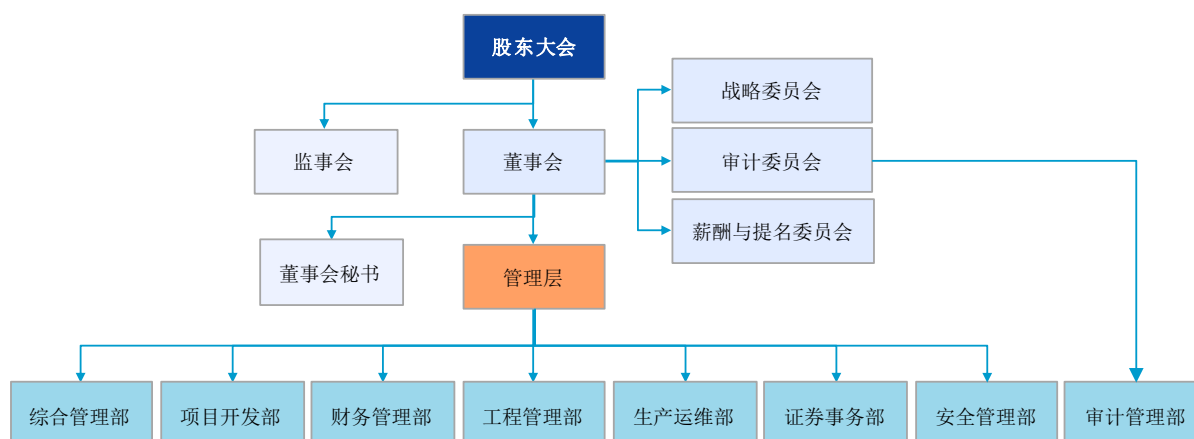 股东大会
战略委员会
监事会
董事会
审计委员会
薪酬与提名委员会
董事会秘书
管理层
综合管理部
项目开发部
财务管理部
工程管理部
生产运维部
证券事务部
安全管理部
审计管理部